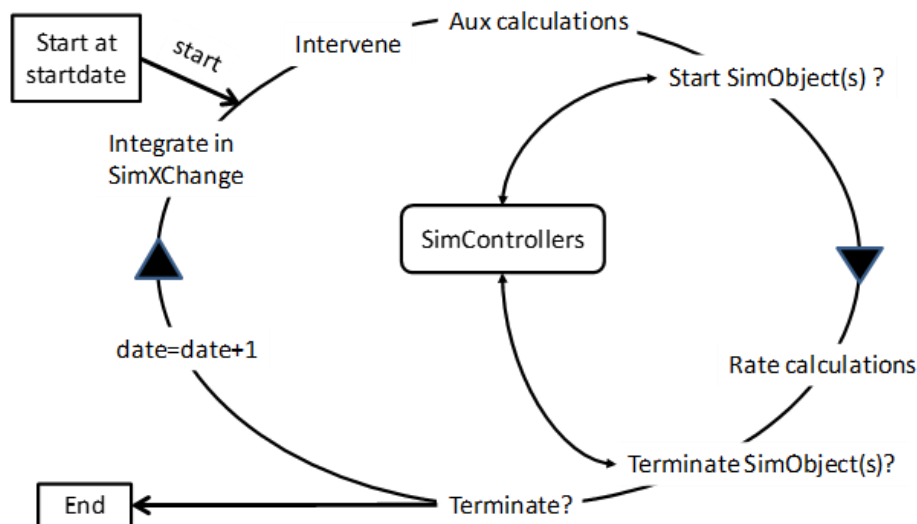 Start at
startdate
start
Intervene
Aux calculations
Start SimObject(s) ?
Integrate in
SimXChange
SimControllers
date=date+1
Rate calculations
Terminate SimObject(s)?
Terminate?
End